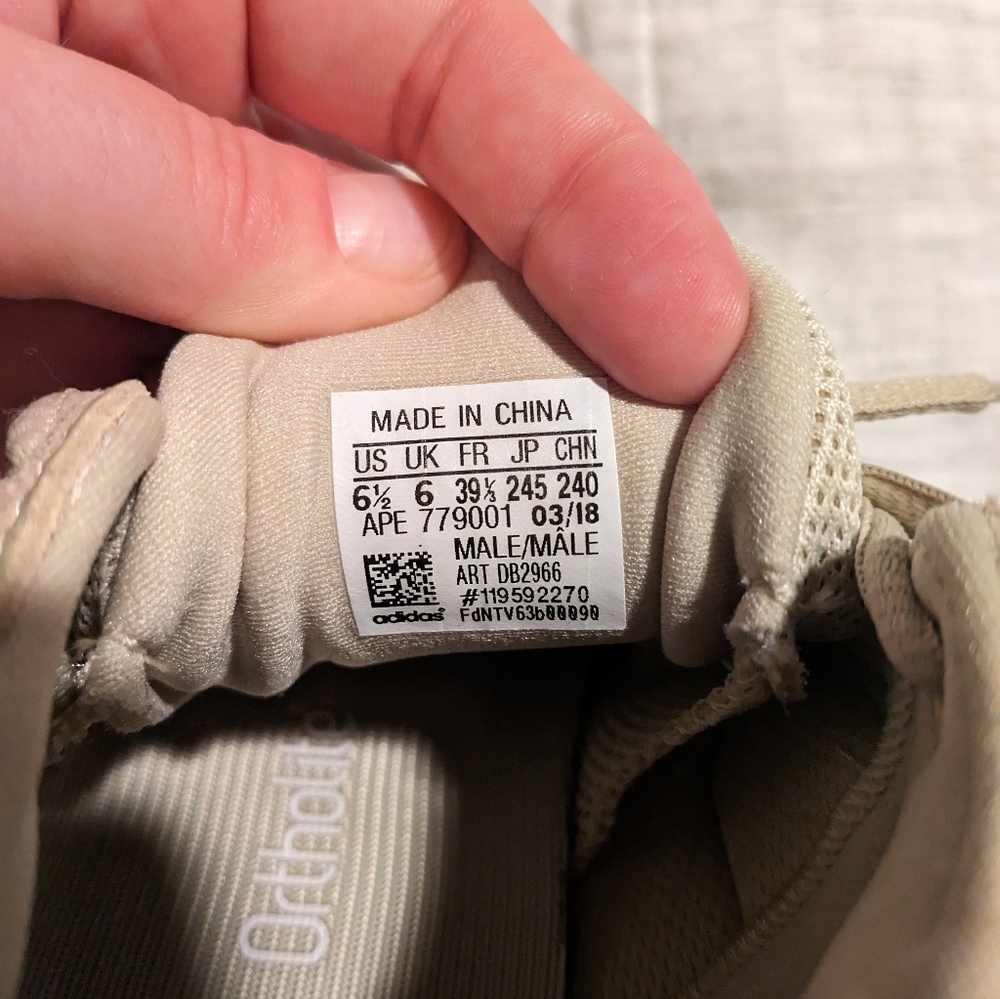 MADE IN CHINA
US UK FR JP CHN
6½ 6 39⅓ 245 240
APE 779001 03/18
MALE/MÂLE
ART DB2966
#119592270
adidas® FdNTV63b00090
Ortholite